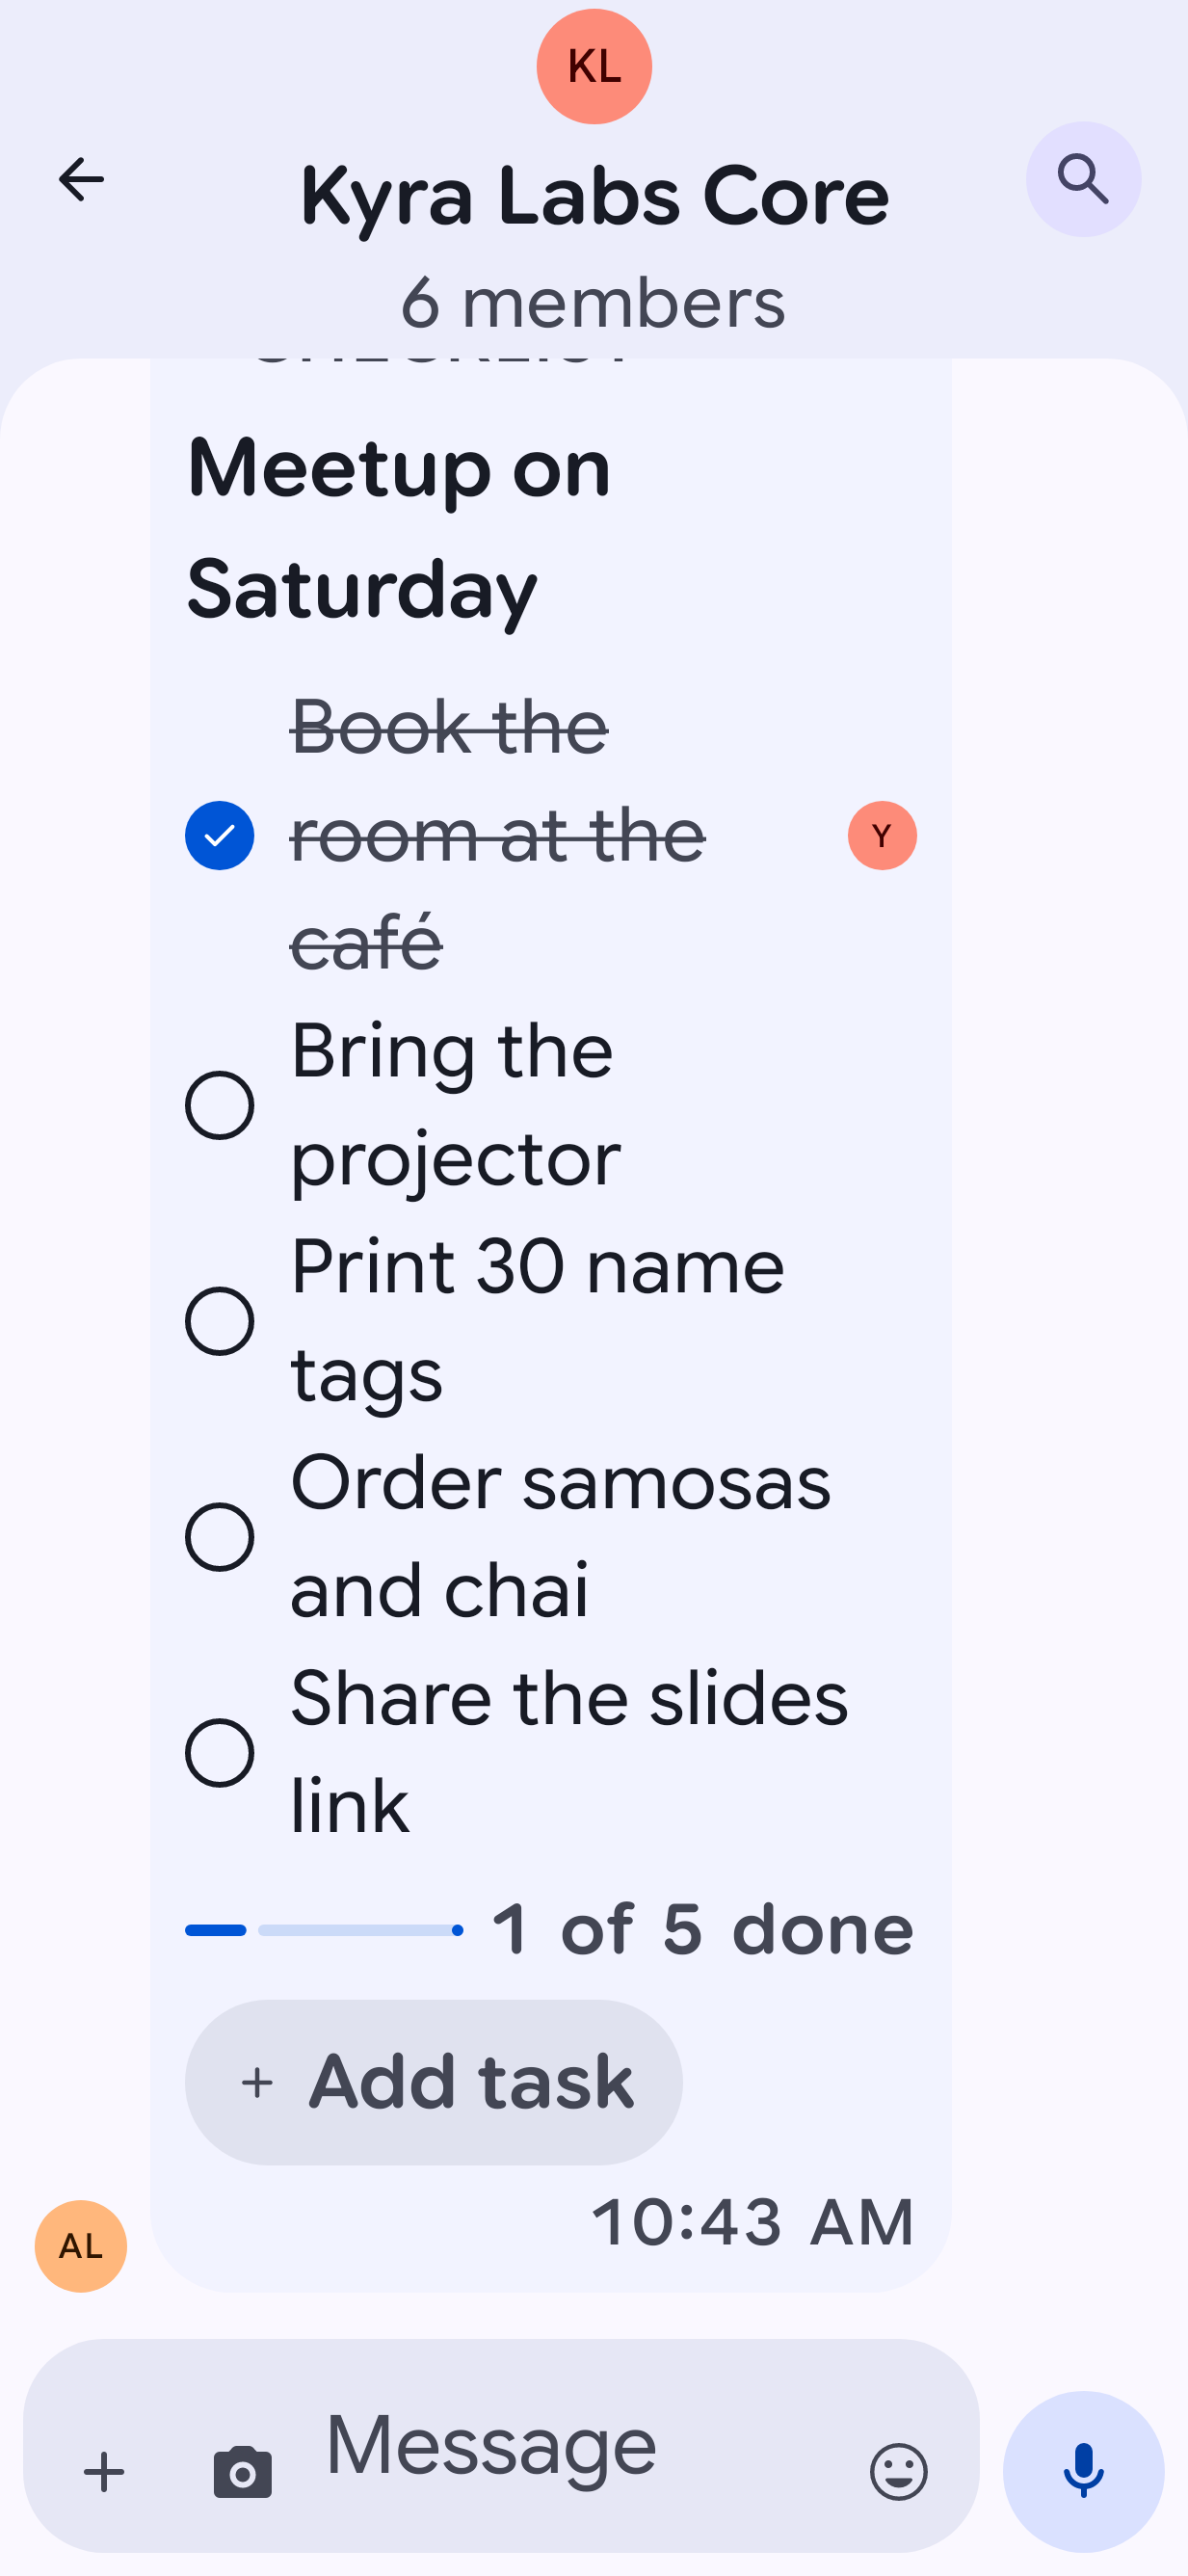 KL
Kyra Labs Core
6 members
CHECKLIST
Meetup on
Saturday
Book the
room at the
café
Y
Bring the
projector
Print 30 name
tags
Order samosas
and chai
Share the slides
link
1 of 5 done
+ Add task
10:43 AM
AL
Message